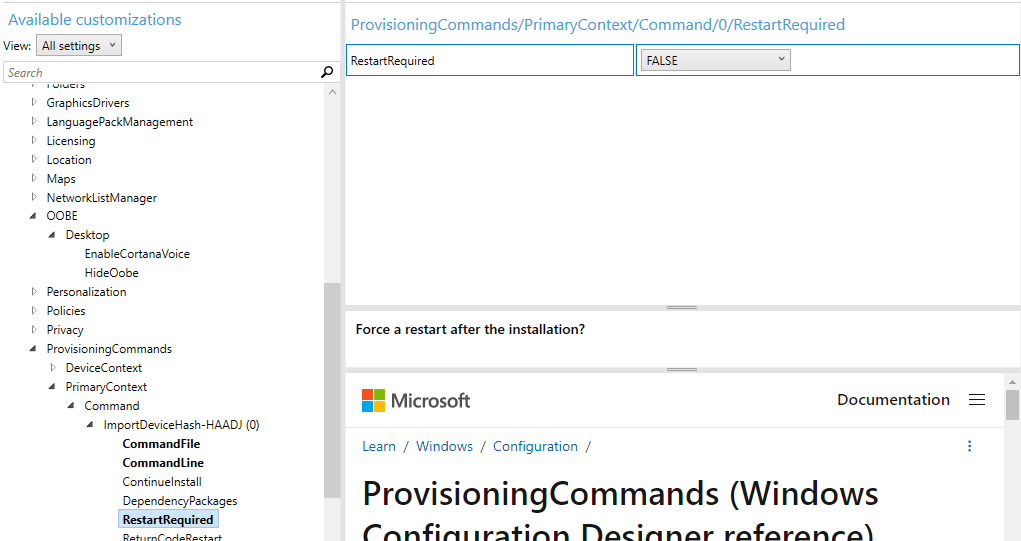 Available customizations
View: All settings
Search
Folders
GraphicsDrivers
LanguagePackManagement
Licensing
Location
Maps
NetworkListManager
OOBE
Desktop
EnableCortanaVoice
HideOobe
Personalization
Policies
Privacy
ProvisioningCommands
DeviceContext
PrimaryContext
Command
ImportDeviceHash-HAADJ (0)
CommandFile
CommandLine
ContinueInstall
DependencyPackages
RestartRequired
ReturnCodeRestart
ProvisioningCommands/PrimaryContext/Command/0/RestartRequired
RestartRequired FALSE
Force a restart after the installation?
Microsoft Documentation
Learn / Windows / Configuration /
ProvisioningCommands (Windows
Configuration Designer reference)